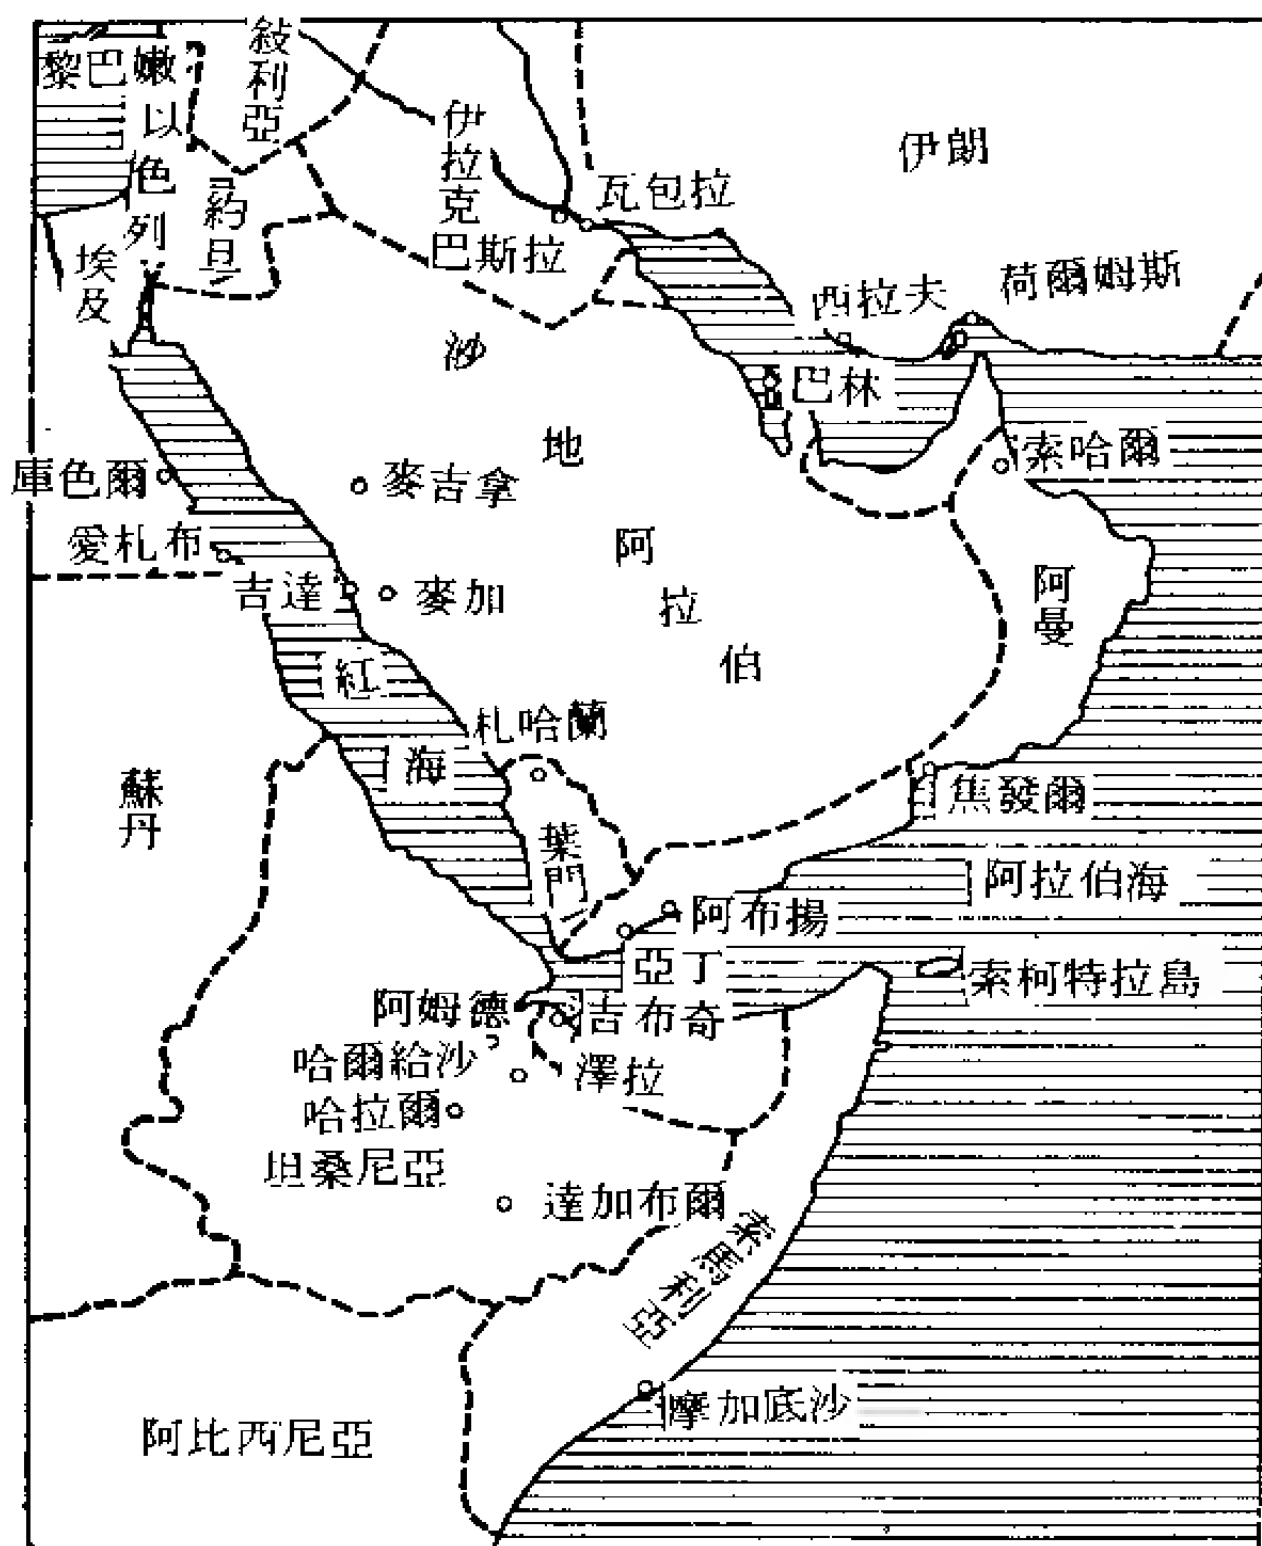 黎巴嫩
敍利亞
以色列
約旦
埃及
伊拉克
伊朗
瓦包拉
巴斯拉
西拉夫
荷爾姆斯
巴林
沙地阿拉伯
索哈爾
庫色爾
麥吉拿
愛札布
吉達
麥加
阿曼
紅海
札哈蘭
蘇丹
葉門
焦發爾
阿拉伯海
阿布揚
亞丁
索柯特拉島
阿姆德
吉布奇
哈爾給沙
澤拉
哈拉爾
坦桑尼亞
達加布爾
索馬利亞
摩加底沙
阿比西尼亞